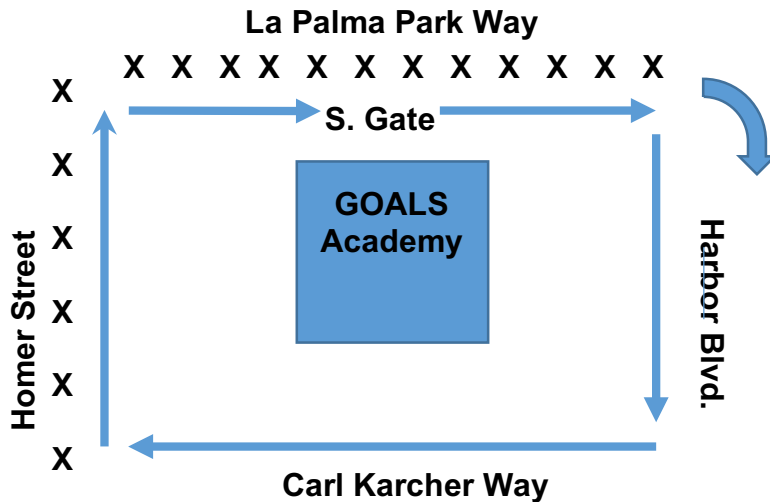 La Palma Park Way
X X X X X X X X X X X X
X
S. Gate
X
GOALS
Academy
X
X
X
X
Homer Street
Harbor Blvd.
Carl Karcher Way